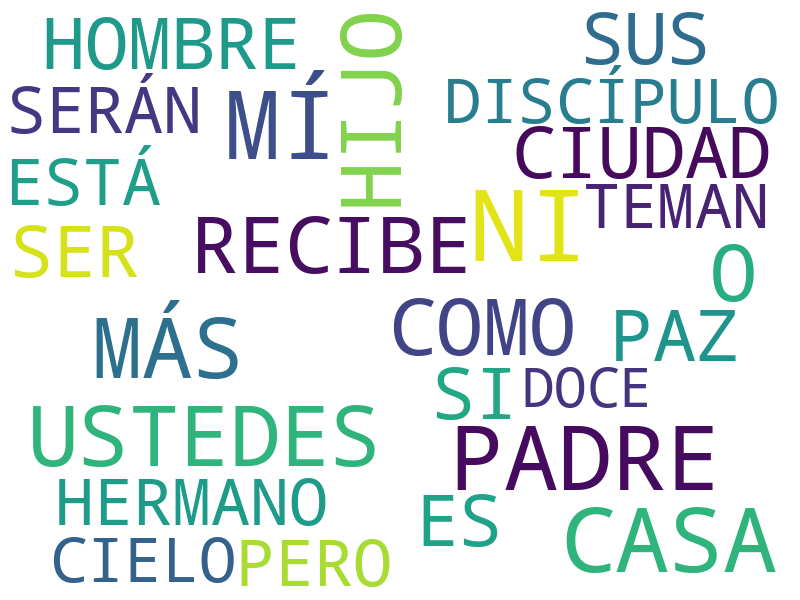 HOMBRE
HIJO
SUS
SERÁN
MÍ
DISCÍPULO
CIUDAD
ESTÁ
TEMAN
NI
SER
RECIBE
O
MÁS
COMO
PAZ
SI
DOCE
USTEDES
PADRE
HERMANO
ES
CASA
CIELO
PERO